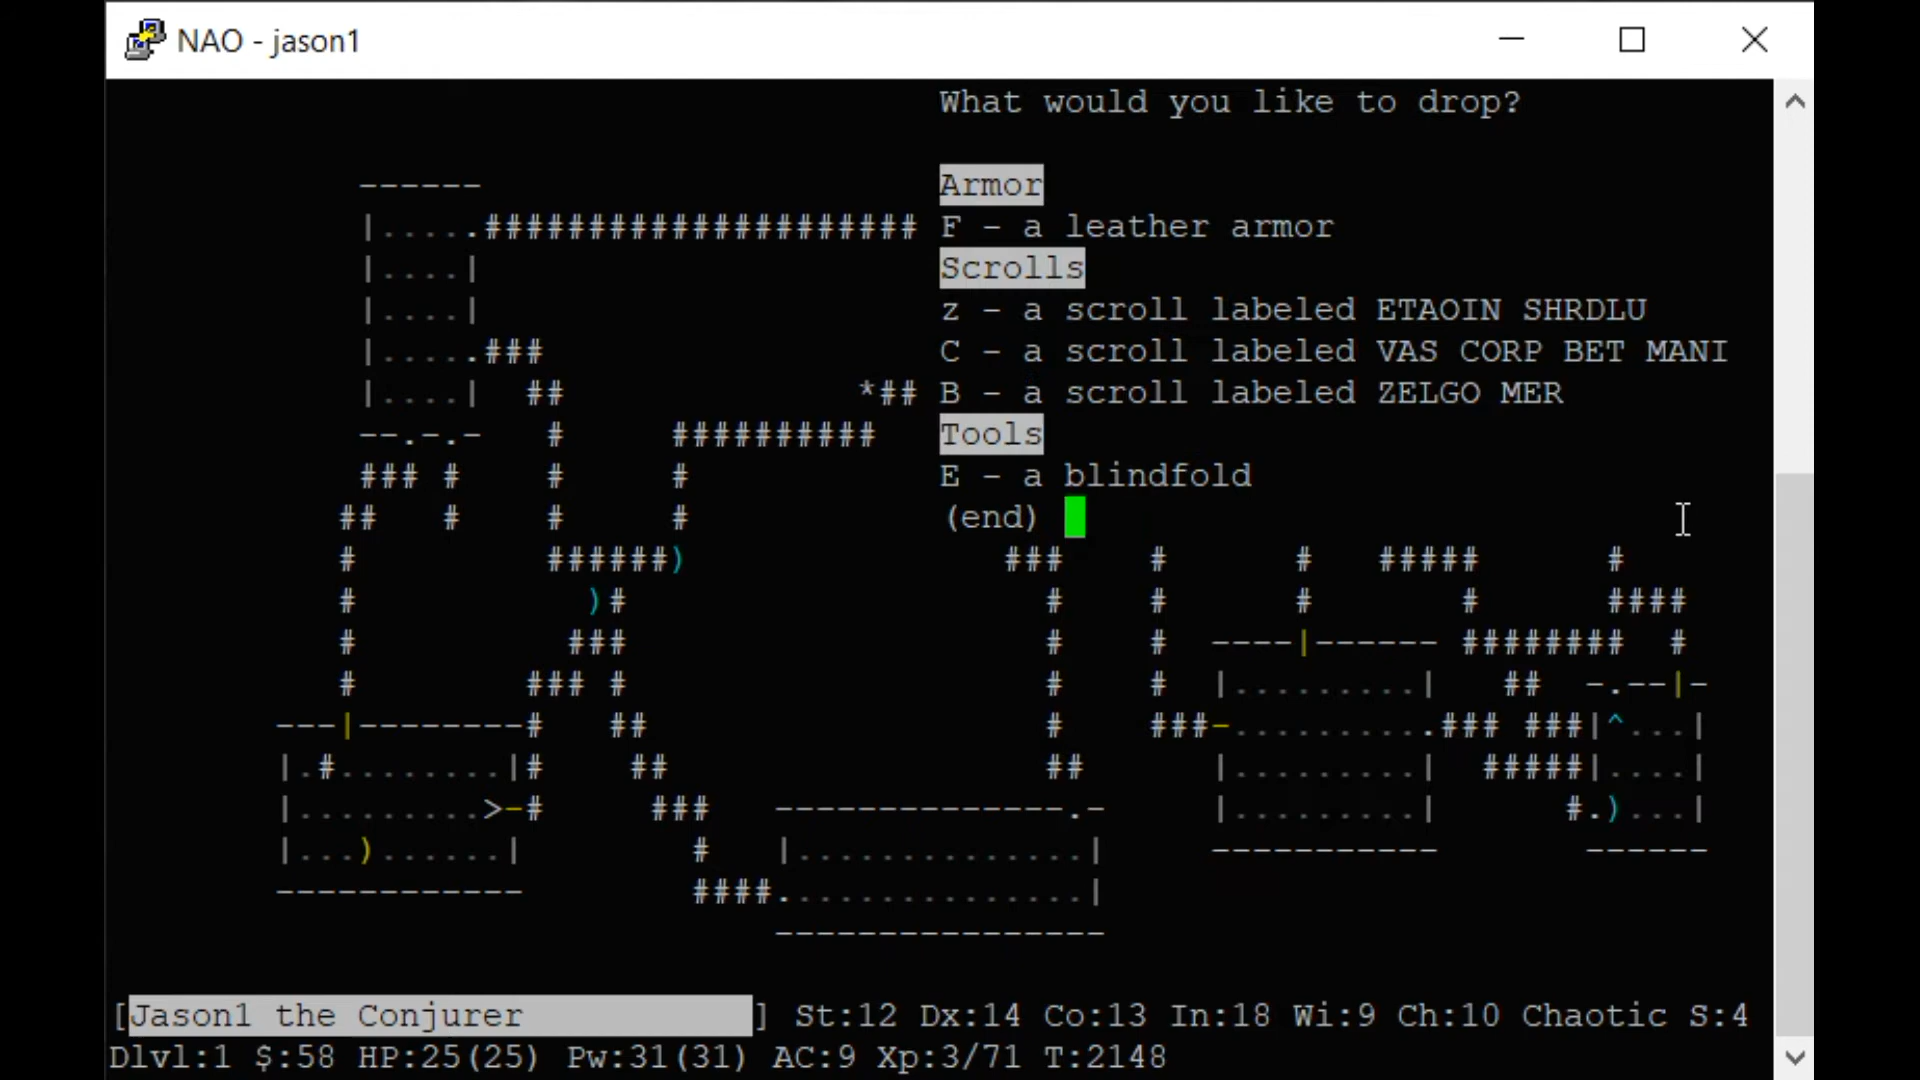 NAO - jason1
What would you like to drop?
Armor
F - a leather armor
Scrolls
z - a scroll labeled ETAOIN SHRDLU
C - a scroll labeled VAS CORP BET MANI
B - a scroll labeled ZELGO MER
Tools
E - a blindfold
(end)
[Jason1 the Conjurer ] St:12 Dx:14 Co:13 In:18 Wi:9 Ch:10 Chaotic S:4
Dlvl:1 $:58 HP:25(25) Pw:31(31) AC:9 Xp:3/71 T:2148